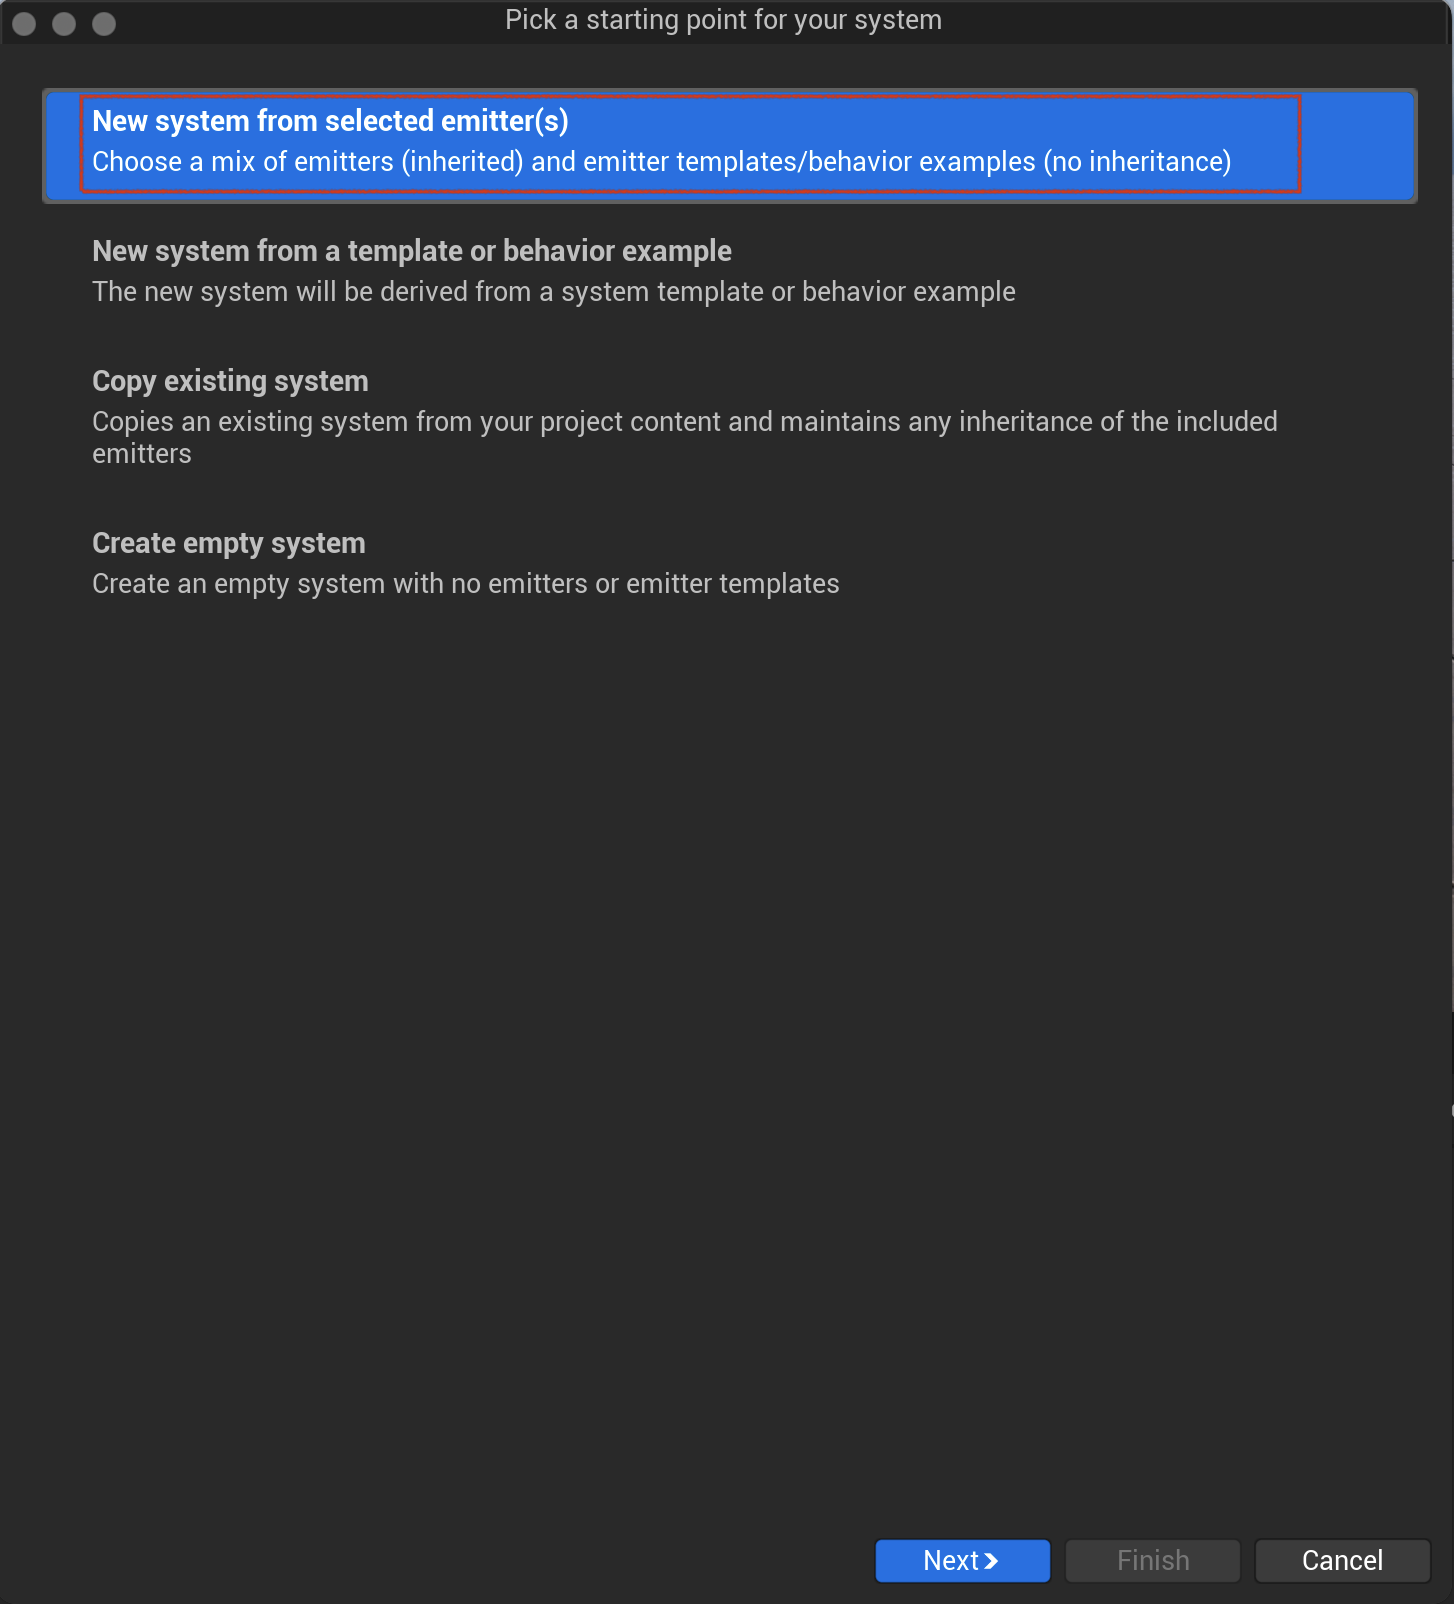 Pick a starting point for your system
New system from selected emitter(s)
Choose a mix of emitters (inherited) and emitter templates/behavior examples (no inheritance)
New system from a template or behavior example
The new system will be derived from a system template or behavior example
Copy existing system
Copies an existing system from your project content and maintains any inheritance of the included
emitters
Create empty system
Create an empty system with no emitters or emitter templates
Next
Finish
Cancel